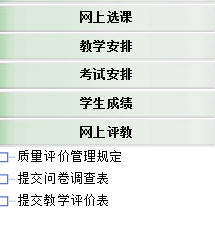 网上选课
教学安排
考试安排
学生成绩
网上评教
质量评价管理规定
提交问卷调查表
提交教学评价表